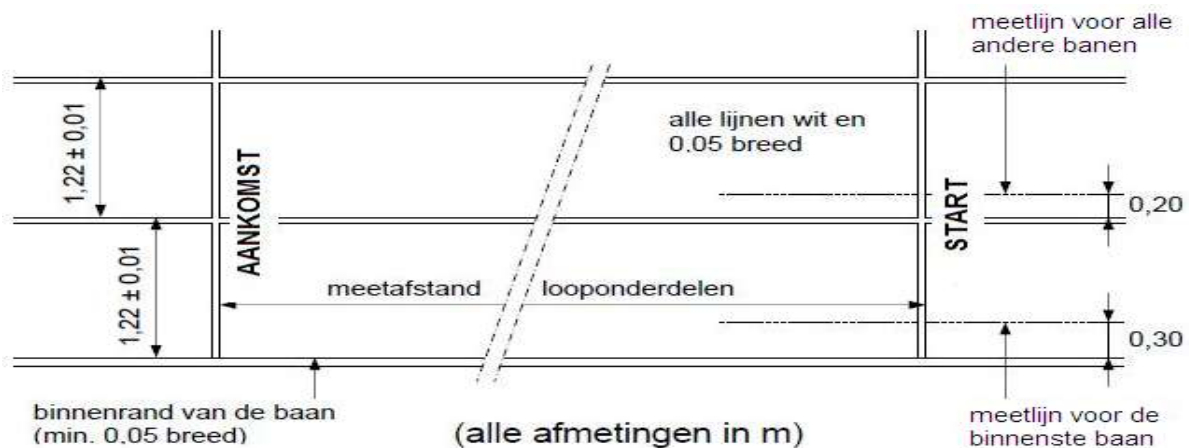 meetlijn voor alle
andere banen
alle lijnen wit en
0.05 breed
1,22 ± 0,01
AANKOMST
START
0,20
1,22 ± 0,01
meetafstand
looponderdelen
0,30
binnenrand van de baan
(min. 0,05 breed)
(alle afmetingen in m)
meetlijn voor de
binnenste baan